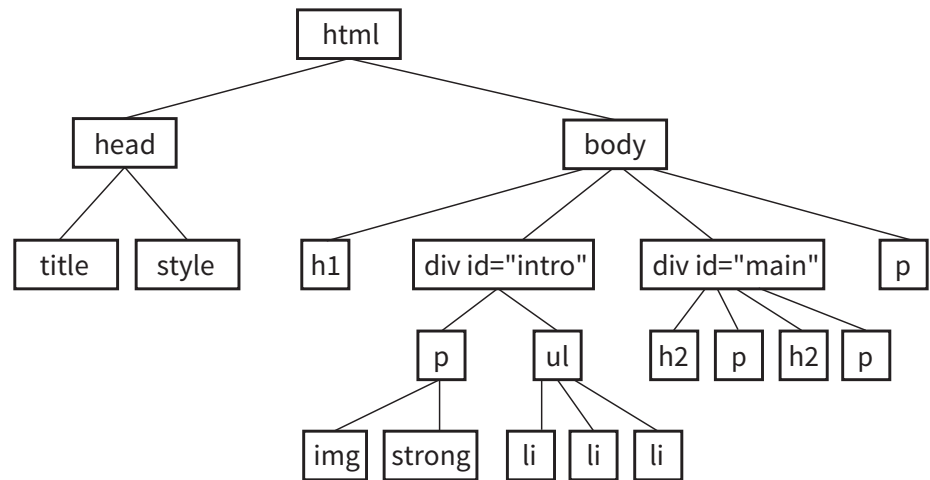 html
head
body
title
style
h1
div id="intro"
div id="main"
p
p
ul
h2
p
h2
p
img
strong
li
li
li